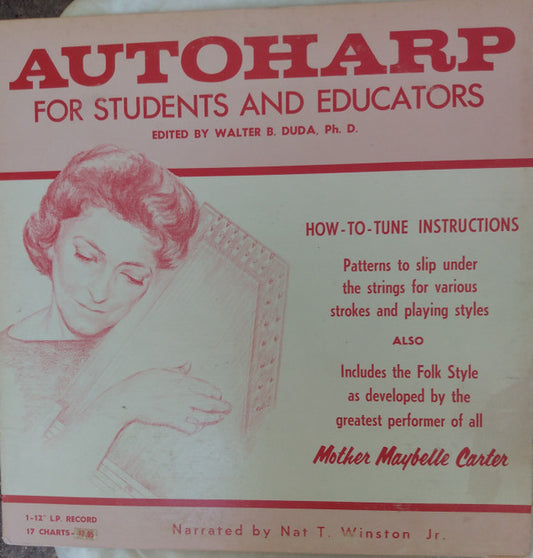 AUTOHARP
FOR STUDENTS AND EDUCATORS
EDITED BY WALTER B. DUDA, Ph. D.
HOW-TO-TUNE INSTRUCTIONS
Patterns to slip under
the strings for various
strokes and playing styles
ALSO
Includes the Folk Style
as developed by the
greatest performer of all
Mother Maybelle Carter
1-12" L.P. RECORD
17 CHARTS-
Narrated by Nat T. Winston Jr.